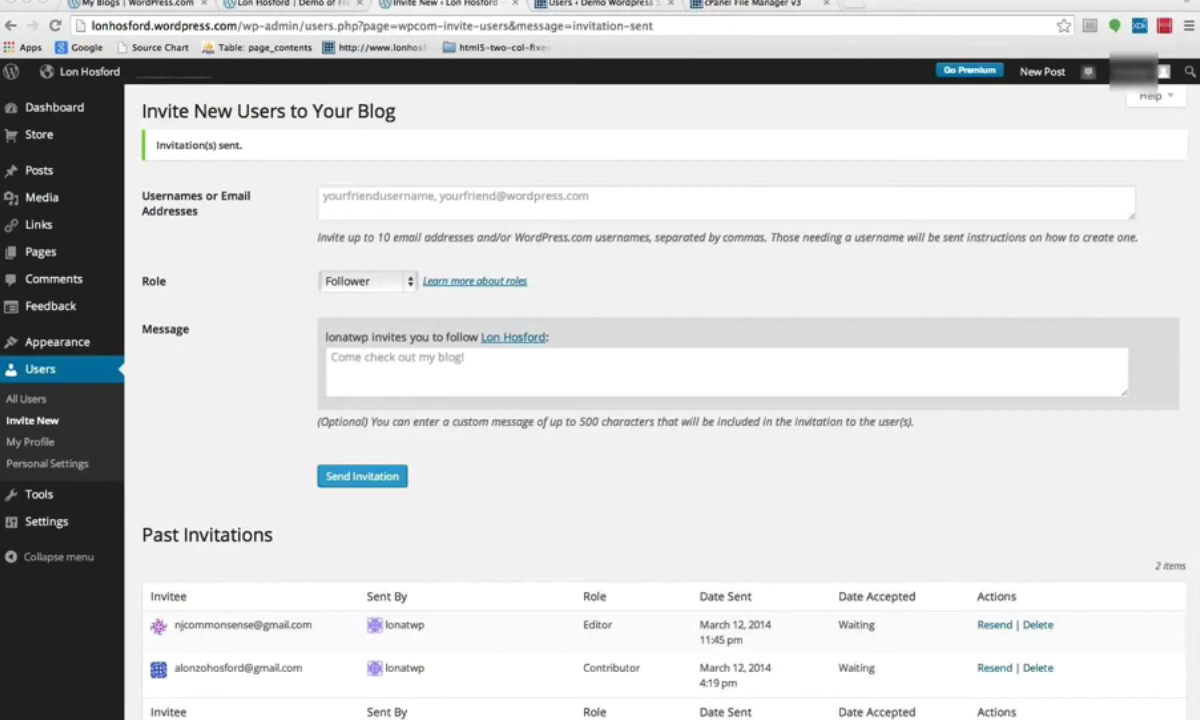 My Blogs | WordPress.com × Lon Hosford | Demo of Fr × Invite New ‹ Lon Hosford × Users ‹ Demo Wordpress S × cPanel File Manager v3 ×
lonhosford.wordpress.com/wp-admin/users.php?page=wpcom-invite-users&message=invitation-sent
Apps Google Source Chart Table: page_contents http://www.lonhosf html5-two-col-fixe
Lon Hosford Go Premium New Post
Help
Dashboard
Store
Posts
Media
Links
Pages
Comments
Feedback
Appearance
Users
All Users
Invite New
My Profile
Personal Settings
Tools
Settings
Collapse menu
Invite New Users to Your Blog
Invitation(s) sent.
Usernames or Email
Addresses
yourfriendusername, yourfriend@wordpress.com
Invite up to 10 email addresses and/or WordPress.com usernames, separated by commas. Those needing a username will be sent instructions on how to create one.
Role Follower Learn more about roles
Message
lonatwp invites you to follow Lon Hosford:
Come check out my blog!
(Optional) You can enter a custom message of up to 500 characters that will be included in the invitation to the user(s).
Send Invitation
Past Invitations
2 items
Invitee Sent By Role Date Sent Date Accepted Actions
njcommonsense@gmail.com lonatwp Editor March 12, 2014 Waiting Resend | Delete
11:45 pm
alonzohosford@gmail.com lonatwp Contributor March 12, 2014 Waiting Resend | Delete
4:19 pm
Invitee Sent By Role Date Sent Date Accepted Actions